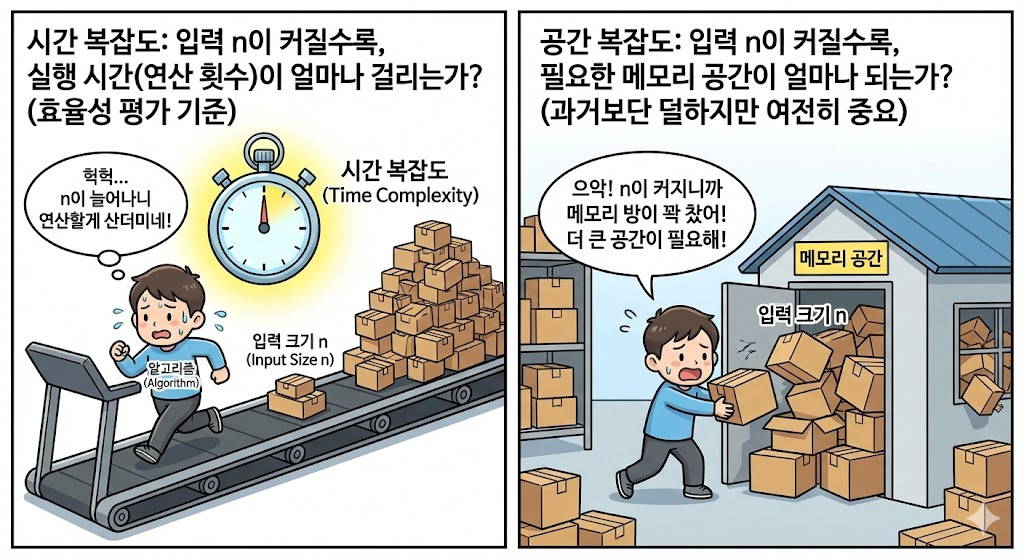 시간 복잡도: 입력 n이 커질수록,
실행 시간(연산 횟수)이 얼마나 걸리는가?
(효율성 평가 기준)
헉헉...
n이 늘어나니
연산할게 산더미네!
시간 복잡도
(Time Complexity)
입력 크기 n
(Input Size n)
알고리즘
(Algorithm)
공간 복잡도: 입력 n이 커질수록,
필요한 메모리 공간이 얼마나 되는가?
(과거보단 덜하지만 여전히 중요)
으악! n이 커지니까
메모리 방이 꽉 찼어!
더 큰 공간이 필요해!
메모리 공간
입력 크기 n